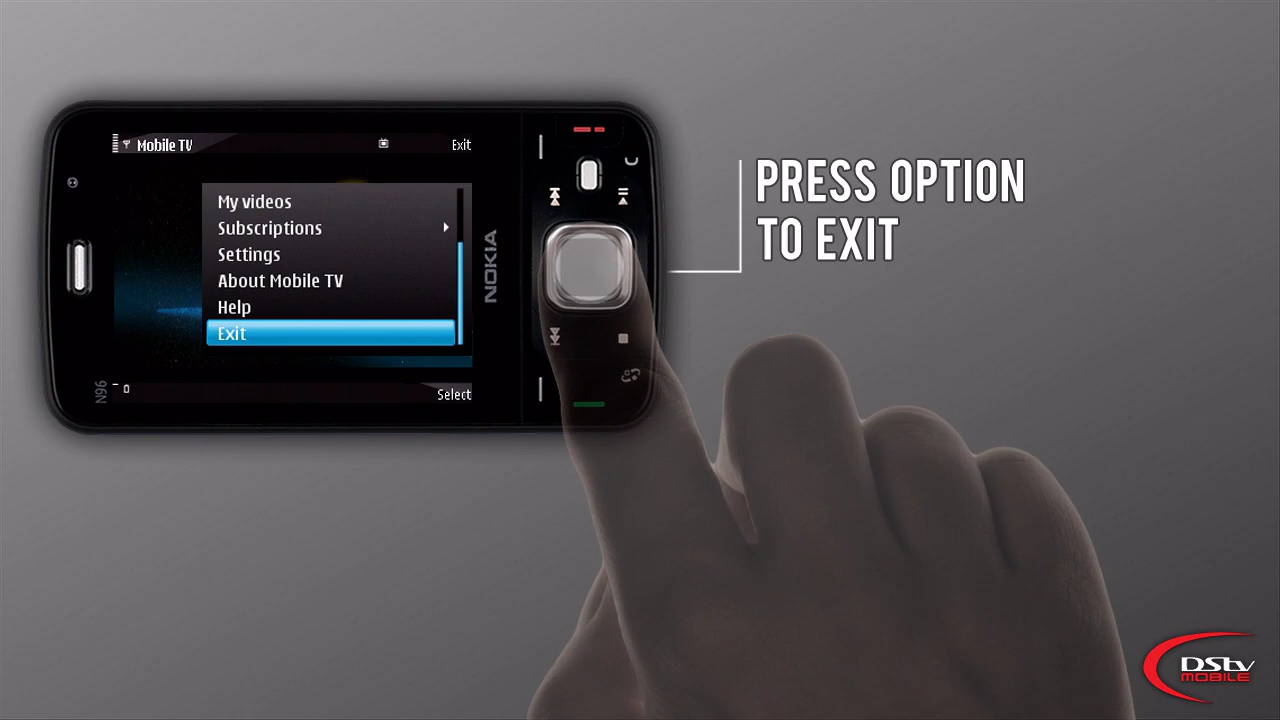 Mobile TV
Exit
My videos
Subscriptions
Settings
About Mobile TV
Help
Exit
Select
NOKIA
N96
PRESS OPTION
TO EXIT
DStv
MOBILE